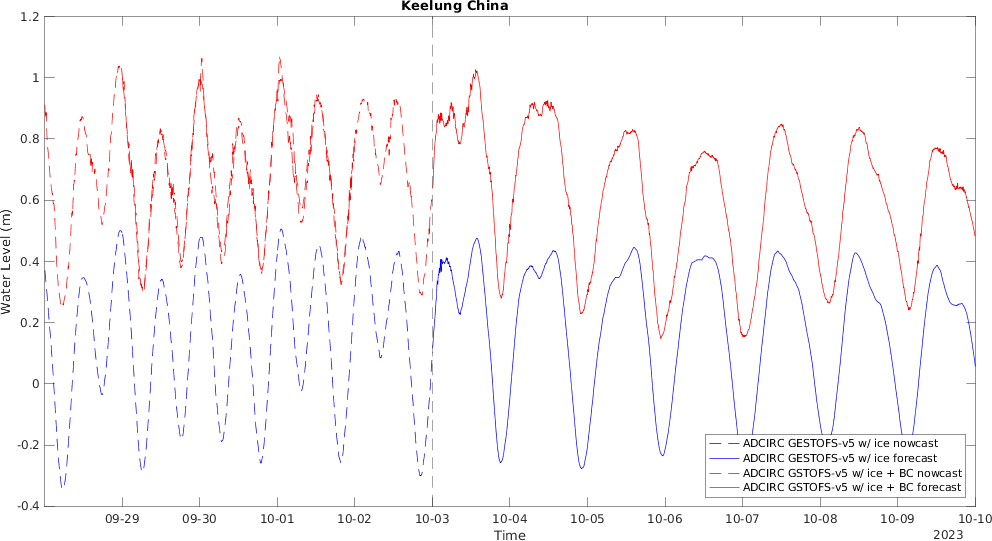 Keelung China
Water Level (m)
1.2
1
0.8
0.6
0.4
0.2
0
-0.2
-0.4
ADCIRC GESTOFS-v5 w/ ice nowcast
ADCIRC GESTOFS-v5 w/ ice forecast
ADCIRC GSTOFS-v5 w/ ice + BC nowcast
ADCIRC GSTOFS-v5 w/ ice + BC forecast
09-29 09-30 10-01 10-02 10-03 10-04 10-05 10-06 10-07 10-08 10-09 10-10
Time
2023